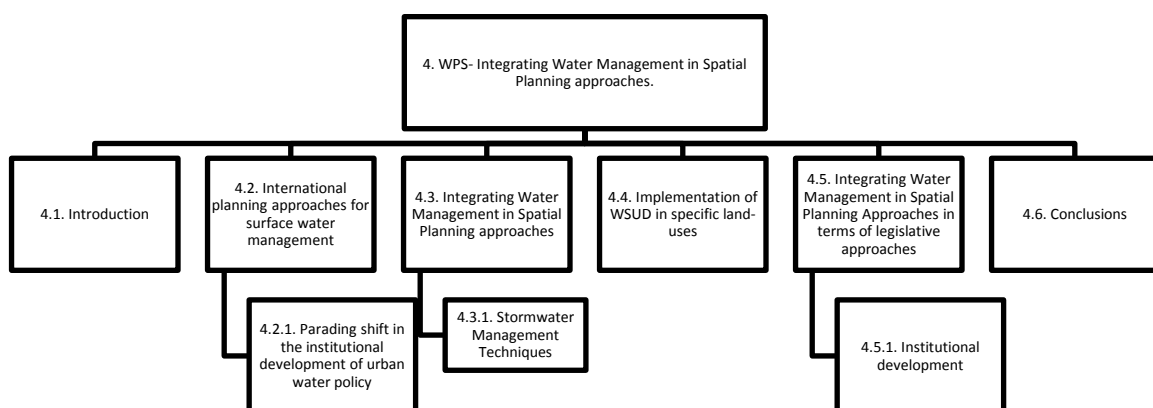 4. WPS- Integrating Water Management in Spatial
Planning approaches.
4.1. Introduction
4.2. International
planning approaches for
surface water
management
4.3. Integrating Water
Management in Spatial
Planning approaches
4.4. Implementation of
WSUD in specific land-
uses
4.5. Integrating Water
Management in Spatial
Planning Approaches in
terms of legislative
approaches
4.6. Conclusions
4.2.1. Parading shift in
the institutional
development of urban
water policy
4.3.1. Stormwater
Management
Techniques
4.5.1. Institutional
development